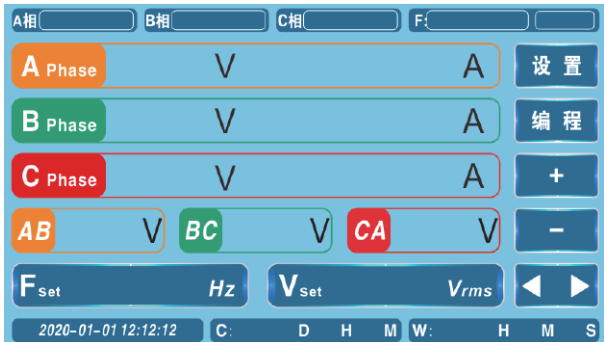 A相 B相 C相 F:
A Phase V A 设置
B Phase V A 编程
C Phase V A +
AB V BC V CA V −
Fset Hz Vset Vrms
2020-01-01 12:12:12 C: D H M W: H M S